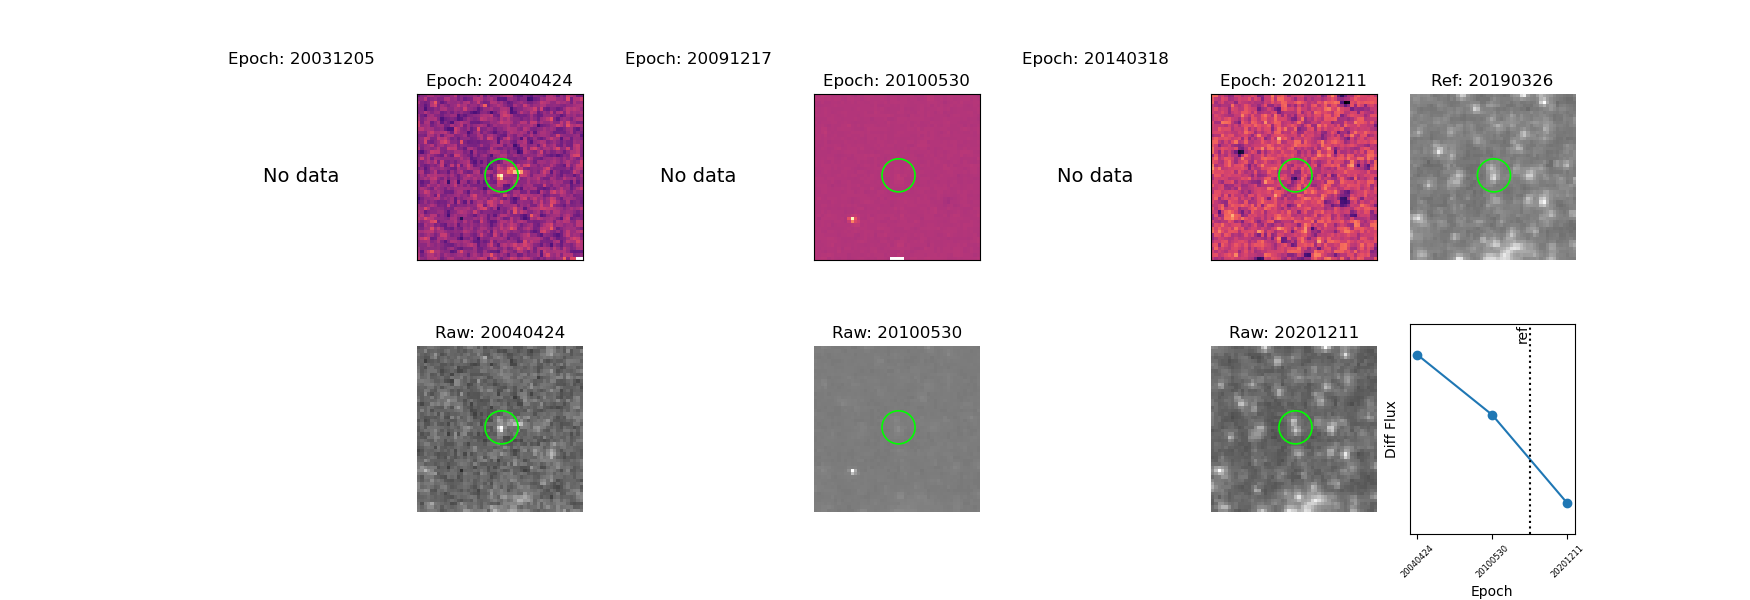 Epoch: 20031205
Epoch: 20040424
Epoch: 20091217
Epoch: 20100530
Epoch: 20140318
Epoch: 20201211
Ref: 20190326
No data
No data
No data
Raw: 20040424
Raw: 20100530
Raw: 20201211
ref
Diff Flux
20040424
20100530
20201211
Epoch